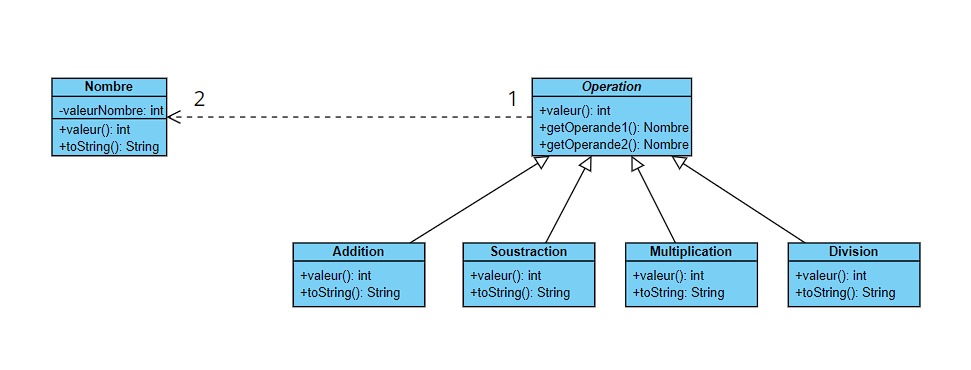 Nombre
-valeurNombre: int
+valeur(): int
+toString(): String
2
1
Operation
+valeur(): int
+getOperande1(): Nombre
+getOperande2(): Nombre
Addition
+valeur(): int
+toString(): String
Soustraction
+valeur(): int
+toString(): String
Multiplication
+valeur(): int
+toString: String
Division
+valeur(): int
+toString(): String